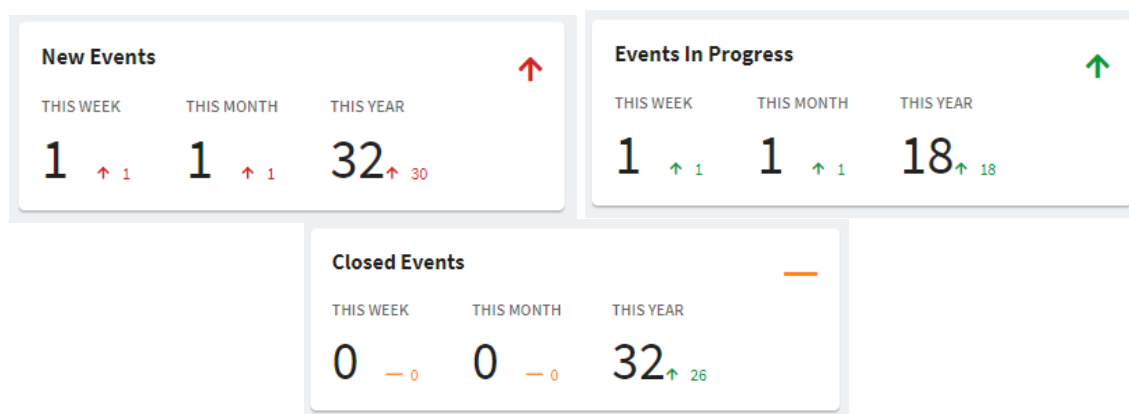 New Events
THIS WEEK THIS MONTH THIS YEAR
1 ↑ 1 1 ↑ 1 32 ↑ 30
Events In Progress
THIS WEEK THIS MONTH THIS YEAR
1 ↑ 1 1 ↑ 1 18 ↑ 18
Closed Events
THIS WEEK THIS MONTH THIS YEAR
0 — 0 0 — 0 32 ↑ 26